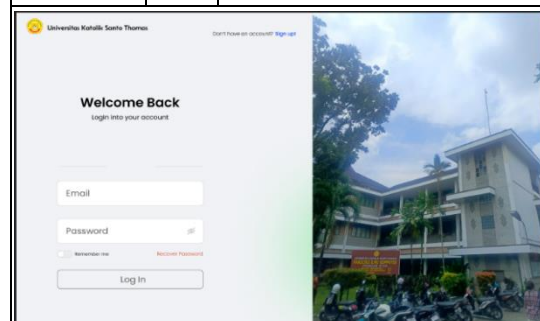 Universitas Katolik Santo Thomas
Don't have an account? Sign up!
Welcome Back
Login into your account
Email
Password
Remember me
Recover Password
Log In